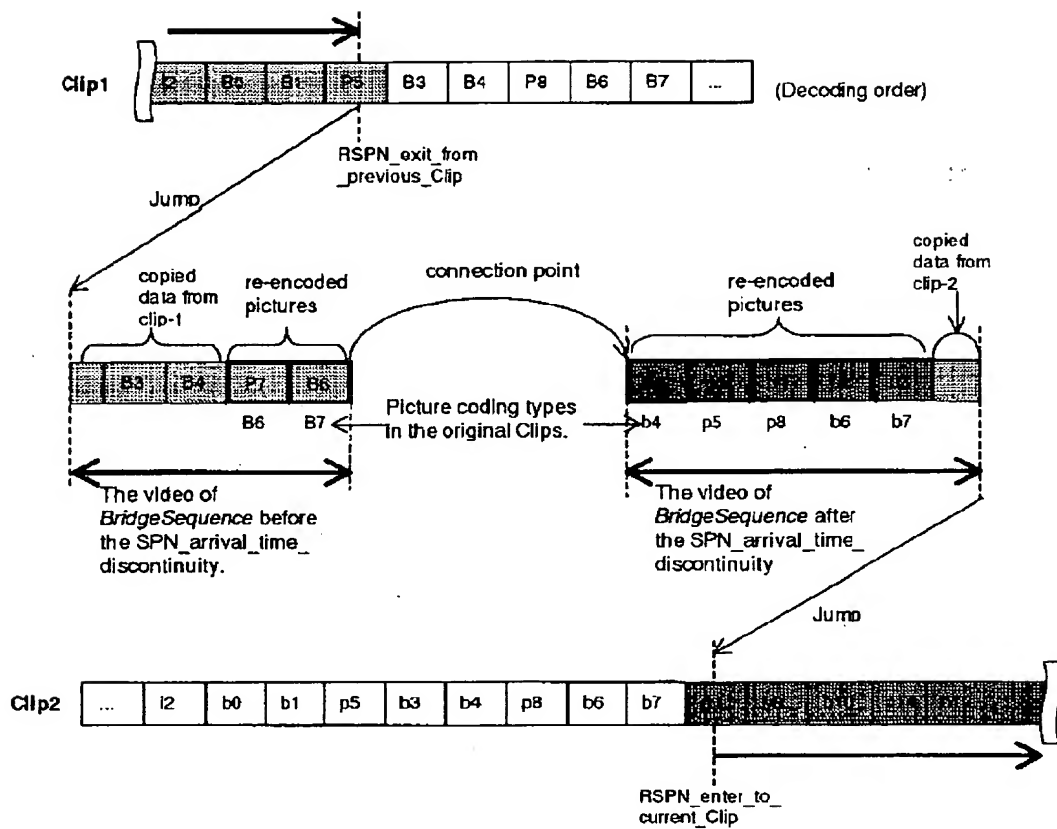 Clip1
I2 B0 B1 P5 B3 B4 P8 B6 B7 ...
(Decoding order)
RSPN_exit_from
_previous_Clip
Jump
copied
data from
clip-1
re-encoded
pictures
connection point
re-encoded
pictures
copied
data from
clip-2
B3 B4 P7 B6
B6 B7
Picture coding types
in the original Clips.
b4 p5 p8 b6 b7
The video of
BridgeSequence before
the SPN_arrival_time_
discontinuity.
The video of
BridgeSequence after
the SPN_arrival_time_
discontinuity
Jump
Clip2
... i2 b0 b1 p5 b3 b4 p8 b6 b7
RSPN_enter_to_
current_Clip